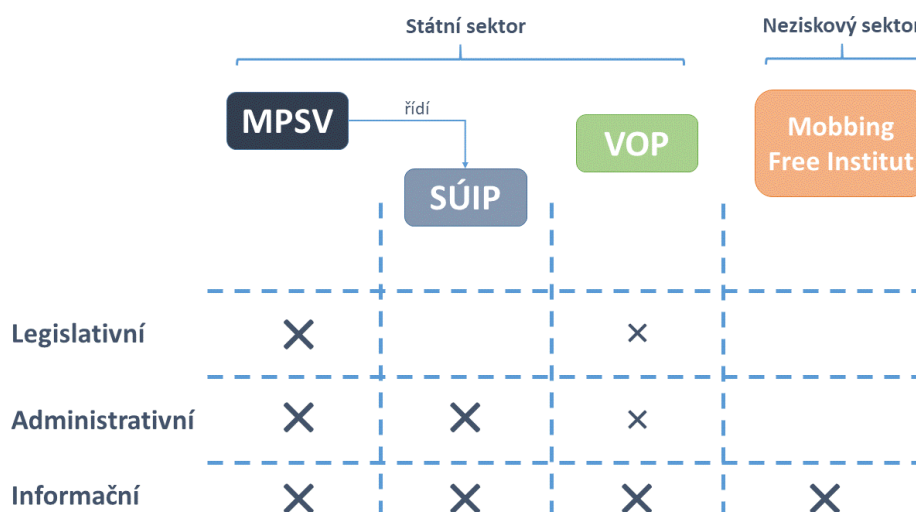 Státní sektor
Neziskový sektor
MPSV
řídí
SÚIP
VOP
Mobbing
Free Institut
Legislativní
Administrativní
Informační